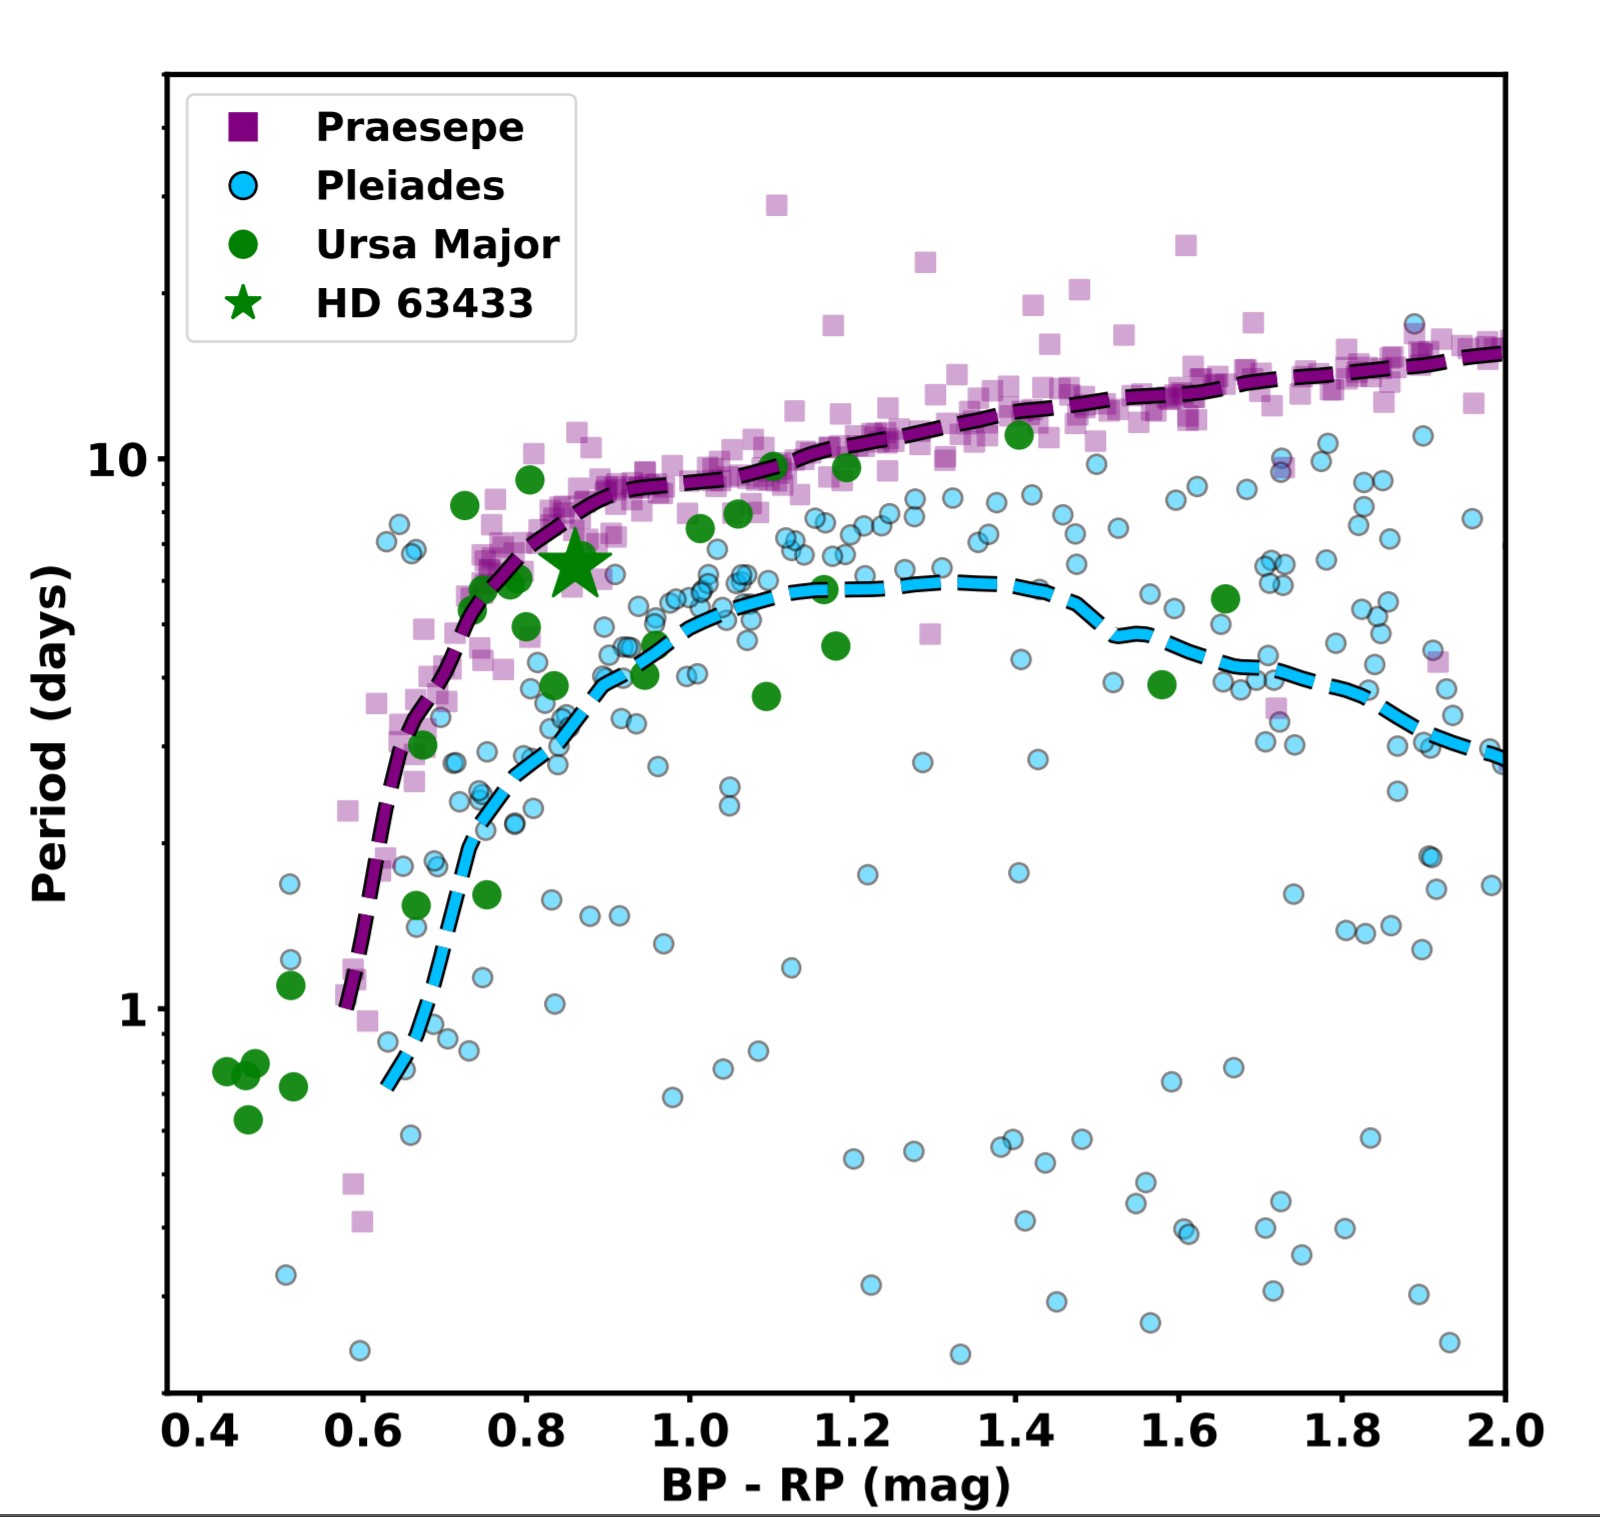 Praesepe
Pleiades
Ursa Major
HD 63433
Period (days)
10
1
0.4 0.6 0.8 1.0 1.2 1.4 1.6 1.8 2.0
BP - RP (mag)